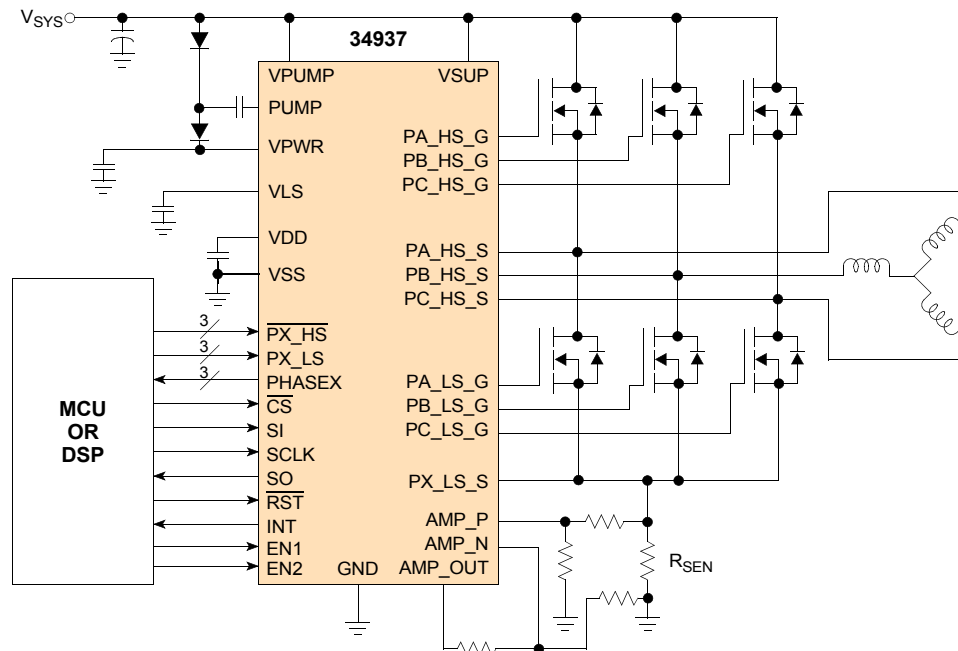 VSYS
34937
VPUMP
VSUP
PUMP
VPWR
VLS
VDD
VSS
PA_HS_G
PB_HS_G
PC_HS_G
PA_HS_S
PB_HS_S
PC_HS_S
PX_HS
PX_LS
PHASEX
CS
SI
SCLK
SO
RST
INT
EN1
EN2
3
3
3
MCU
OR
DSP
PA_LS_G
PB_LS_G
PC_LS_G
PX_LS_S
AMP_P
AMP_N
AMP_OUT
GND
RSEN